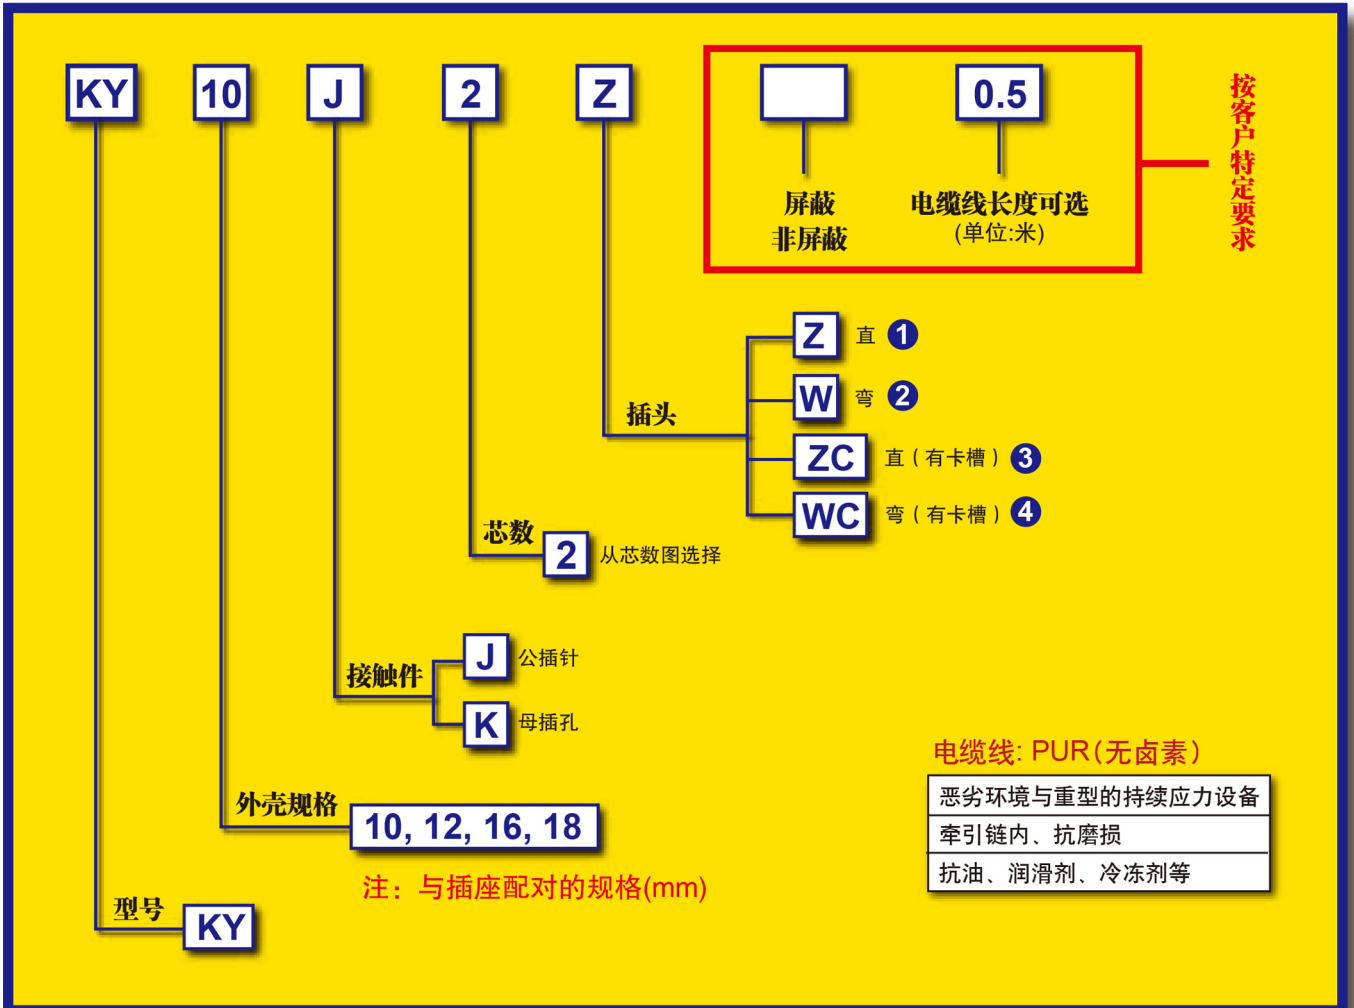 KY 10 J 2 Z 0.5
屏蔽
非屏蔽
电缆线长度可选
(单位:米)
按客户特定要求
插头
Z 直 1
W 弯 2
ZC 直(有卡槽) 3
WC 弯(有卡槽) 4
芯数
2 从芯数图选择
接触件
J 公插针
K 母插孔
外壳规格
10, 12, 16, 18
注：与插座配对的规格(mm)
型号
KY
电缆线: PUR(无卤素)
恶劣环境与重型的持续应力设备
牵引链内、抗磨损
抗油、润滑剂、冷冻剂等